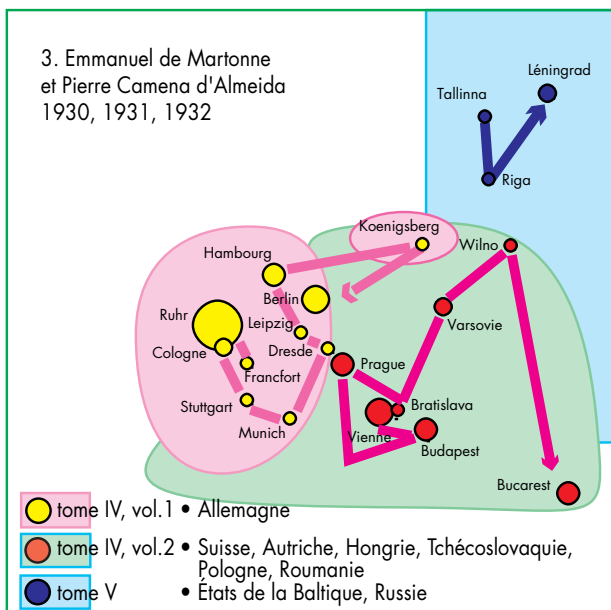 3. Emmanuel de Martonne
et Pierre Camena d'Almeida
1930, 1931, 1932
Léningrad
Tallinna
Riga
Koenigsberg
Wilno
Hambourg
Berlin
Ruhr
Leipzig
Varsovie
Cologne
Dresde
Prague
Francfort
Stuttgart
Bratislava
Munich
Vienne
Budapest
Bucarest
tome IV, vol.1 • Allemagne
tome IV, vol.2 • Suisse, Autriche, Hongrie, Tchécoslovaquie,
Pologne, Roumanie
tome V • États de la Baltique, Russie